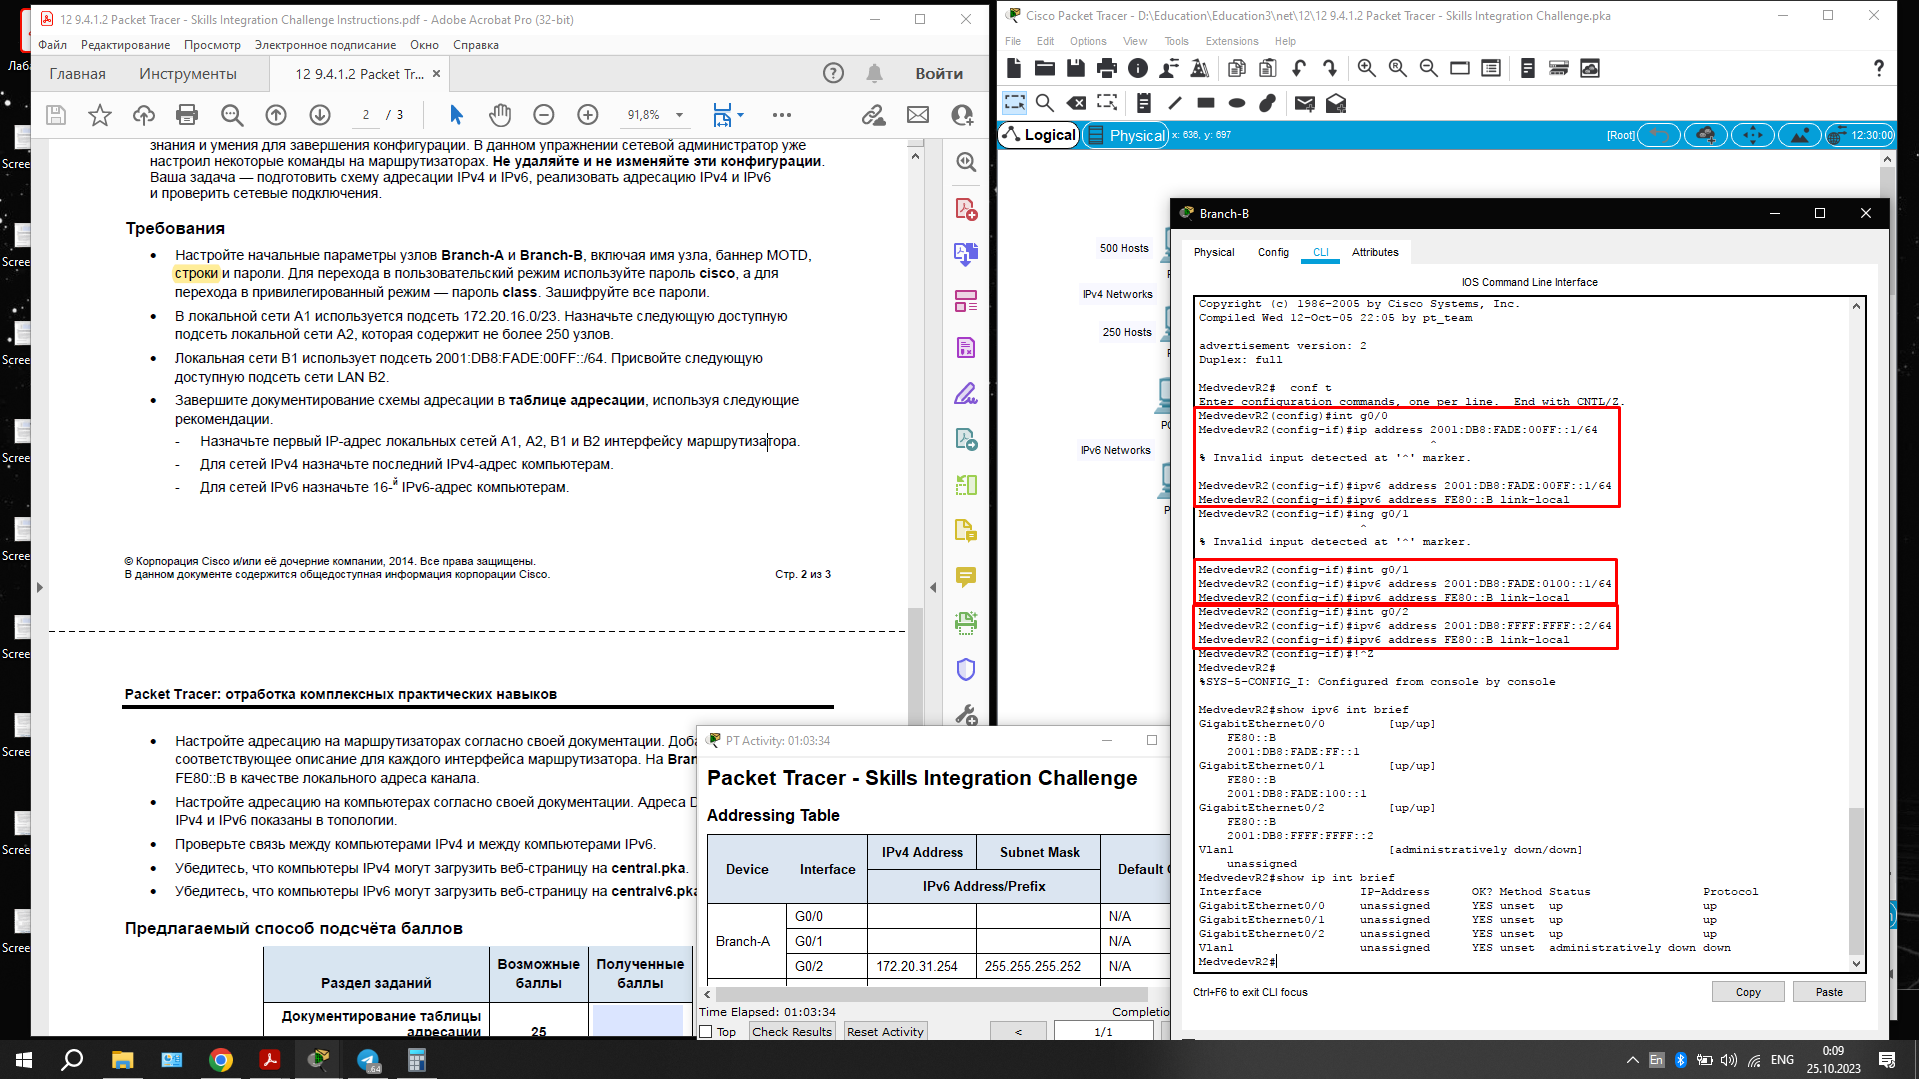 12 9.4.1.2 Packet Tracer - Skills Integration Challenge Instructions.pdf - Adobe Acrobat Pro (32-bit)
Файл Редактирование Просмотр Электронное подписание Окно Справка
Главная Инструменты 12 9.4.1.2 Packet Tr... × Войти
2 / 3 91,8%
знания и умения для завершения конфигурации. В данном упражнении сетевой администратор уже
настроил некоторые команды на маршрутизаторах. Не удаляйте и не изменяйте эти конфигурации.
Ваша задача — подготовить схему адресации IPv4 и IPv6, реализовать адресацию IPv4 и IPv6
и проверить сетевые подключения.
Требования
• Настройте начальные параметры узлов Branch-A и Branch-B, включая имя узла, баннер MOTD,
строки и пароли. Для перехода в пользовательский режим используйте пароль cisco, а для
перехода в привилегированный режим — пароль class. Зашифруйте все пароли.
• В локальной сети A1 используется подсеть 172.20.16.0/23. Назначьте следующую доступную
подсеть локальной сети A2, которая содержит не более 250 узлов.
• Локальная сети B1 использует подсеть 2001:DB8:FADE:00FF::/64. Присвойте следующую
доступную подсеть сети LAN B2.
• Завершите документирование схемы адресации в таблице адресации, используя следующие
рекомендации.
- Назначьте первый IP-адрес локальных сетей A1, A2, B1 и B2 интерфейсу маршрутизатора.
- Для сетей IPv4 назначьте последний IPv4-адрес компьютерам.
- Для сетей IPv6 назначьте 16-й IPv6-адрес компьютерам.
© Корпорация Cisco и/или её дочерние компании, 2014. Все права защищены.
В данном документе содержится общедоступная информация корпорации Cisco. Стр. 2 из 3
Packet Tracer: отработка комплексных практических навыков
• Настройте адресацию на маршрутизаторах согласно своей документации. Доба
соответствующее описание для каждого интерфейса маршрутизатора. На Bran
FE80::B в качестве локального адреса канала.
• Настройте адресацию на компьютерах согласно своей документации. Адреса D
IPv4 и IPv6 показаны в топологии.
• Проверьте связь между компьютерами IPv4 и между компьютерами IPv6.
• Убедитесь, что компьютеры IPv4 могут загрузить веб-страницу на central.pka.
• Убедитесь, что компьютеры IPv6 могут загрузить веб-страницу на centralv6.pka
Предлагаемый способ подсчёта баллов
Раздел заданий Возможные баллы Полученные баллы
Документирование таблицы
адресации 25
Cisco Packet Tracer - D:\Education\Education3\net\12\12 9.4.1.2 Packet Tracer - Skills Integration Challenge.pka
File Edit Options View Tools Extensions Help
Logical Physical x: 636, y: 697 [Root] 12:30:00
500 Hosts
IPv4 Networks
250 Hosts
IPv6 Networks
PT Activity: 01:03:34
Packet Tracer - Skills Integration Challenge
Addressing Table
Device Interface IPv4 Address Subnet Mask Default
IPv6 Address/Prefix
Branch-A
G0/0 N/A
G0/1 N/A
G0/2 172.20.31.254 255.255.255.252 N/A
Time Elapsed: 01:03:34 Completio
Top Check Results Reset Activity < 1/1
Branch-B
Physical Config CLI Attributes
IOS Command Line Interface
Copyright (c) 1986-2005 by Cisco Systems, Inc.
Compiled Wed 12-Oct-05 22:05 by pt_team
advertisement version: 2
Duplex: full
MedvedevR2# conf t
Enter configuration commands, one per line. End with CNTL/Z.
MedvedevR2(config)#int g0/0
MedvedevR2(config-if)#ip address 2001:DB8:FADE:00FF::1/64
^
% Invalid input detected at '^' marker.
MedvedevR2(config-if)#ipv6 address 2001:DB8:FADE:00FF::1/64
MedvedevR2(config-if)#ipv6 address FE80::B link-local
MedvedevR2(config-if)#ing g0/1
^
% Invalid input detected at '^' marker.
MedvedevR2(config-if)#int g0/1
MedvedevR2(config-if)#ipv6 address 2001:DB8:FADE:0100::1/64
MedvedevR2(config-if)#ipv6 address FE80::B link-local
MedvedevR2(config-if)#int g0/2
MedvedevR2(config-if)#ipv6 address 2001:DB8:FFFF:FFFF::2/64
MedvedevR2(config-if)#ipv6 address FE80::B link-local
MedvedevR2(config-if)#!^Z
MedvedevR2#
%SYS-5-CONFIG_I: Configured from console by console
MedvedevR2#show ipv6 int brief
GigabitEthernet0/0 [up/up]
FE80::B
2001:DB8:FADE:FF::1
GigabitEthernet0/1 [up/up]
FE80::B
2001:DB8:FADE:100::1
GigabitEthernet0/2 [up/up]
FE80::B
2001:DB8:FFFF:FFFF::2
Vlan1 [administratively down/down]
unassigned
MedvedevR2#show ip int brief
Interface IP-Address OK? Method Status Protocol
GigabitEthernet0/0 unassigned YES unset up up
GigabitEthernet0/1 unassigned YES unset up up
GigabitEthernet0/2 unassigned YES unset up up
Vlan1 unassigned YES unset administratively down down
MedvedevR2#
Ctrl+F6 to exit CLI focus Copy Paste
ENG 0:09
25.10.2023